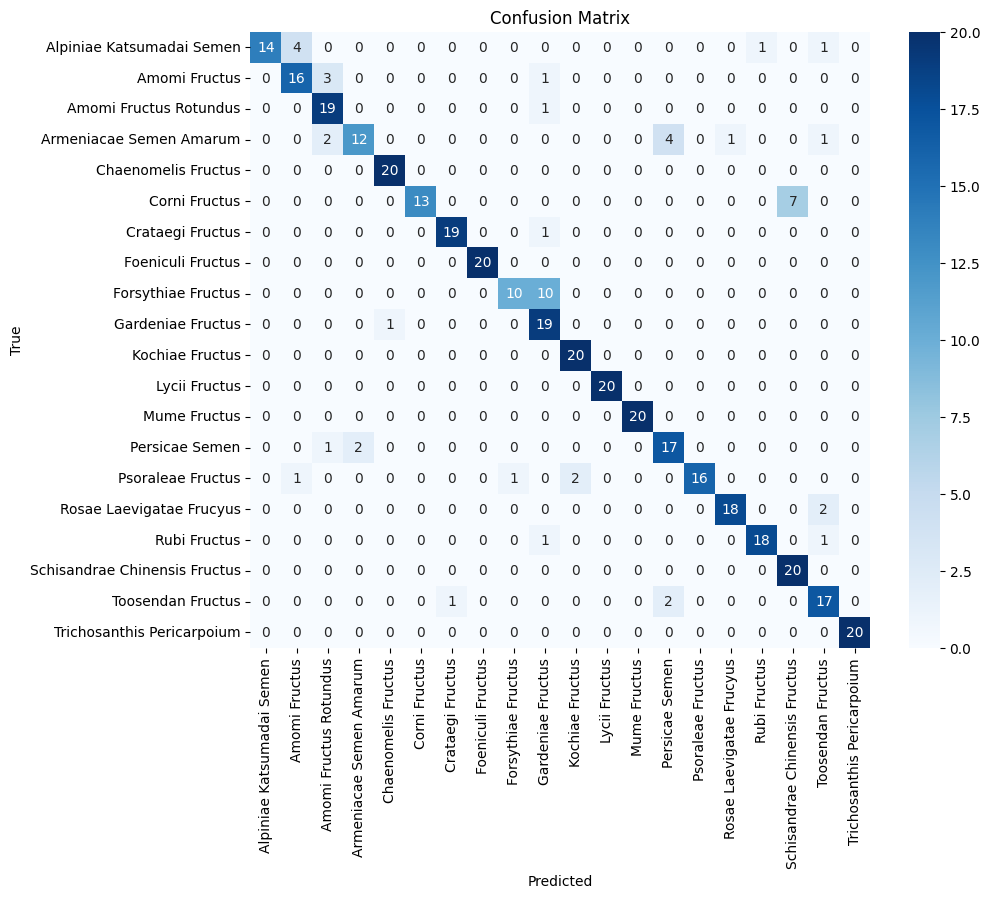 Confusion Matrix
Alpiniae Katsumadai Semen 14 4 0 0 0 0 0 0 0 0 0 0 0 0 0 0 1 0 1 0
Amomi Fructus 0 16 3 0 0 0 0 0 0 1 0 0 0 0 0 0 0 0 0 0
Amomi Fructus Rotundus 0 0 19 0 0 0 0 0 0 1 0 0 0 0 0 0 0 0 0 0
Armeniacae Semen Amarum 0 0 2 12 0 0 0 0 0 0 0 0 0 4 0 1 0 0 1 0
Chaenomelis Fructus 0 0 0 0 20 0 0 0 0 0 0 0 0 0 0 0 0 0 0 0
Corni Fructus 0 0 0 0 0 13 0 0 0 0 0 0 0 0 0 0 0 7 0 0
Crataegi Fructus 0 0 0 0 0 0 19 0 0 1 0 0 0 0 0 0 0 0 0 0
Foeniculi Fructus 0 0 0 0 0 0 0 20 0 0 0 0 0 0 0 0 0 0 0 0
Forsythiae Fructus 0 0 0 0 0 0 0 0 10 10 0 0 0 0 0 0 0 0 0 0
Gardeniae Fructus 0 0 0 0 1 0 0 0 0 19 0 0 0 0 0 0 0 0 0 0
Kochiae Fructus 0 0 0 0 0 0 0 0 0 0 20 0 0 0 0 0 0 0 0 0
Lycii Fructus 0 0 0 0 0 0 0 0 0 0 0 20 0 0 0 0 0 0 0 0
Mume Fructus 0 0 0 0 0 0 0 0 0 0 0 0 20 0 0 0 0 0 0 0
Persicae Semen 0 0 1 2 0 0 0 0 0 0 0 0 0 17 0 0 0 0 0 0
Psoraleae Fructus 0 1 0 0 0 0 0 0 1 0 2 0 0 0 16 0 0 0 0 0
Rosae Laevigatae Frucyus 0 0 0 0 0 0 0 0 0 0 0 0 0 0 0 18 0 0 2 0
Rubi Fructus 0 0 0 0 0 0 0 0 0 1 0 0 0 0 0 0 18 0 1 0
Schisandrae Chinensis Fructus 0 0 0 0 0 0 0 0 0 0 0 0 0 0 0 0 0 20 0 0
Toosendan Fructus 0 0 0 0 0 0 1 0 0 0 0 0 0 2 0 0 0 0 17 0
Trichosanthis Pericarpoium 0 0 0 0 0 0 0 0 0 0 0 0 0 0 0 0 0 0 0 20
True
Alpiniae Katsumadai Semen
Amomi Fructus
Amomi Fructus Rotundus
Armeniacae Semen Amarum
Chaenomelis Fructus
Corni Fructus
Crataegi Fructus
Foeniculi Fructus
Forsythiae Fructus
Gardeniae Fructus
Kochiae Fructus
Lycii Fructus
Mume Fructus
Persicae Semen
Psoraleae Fructus
Rosae Laevigatae Frucyus
Rubi Fructus
Schisandrae Chinensis Fructus
Toosendan Fructus
Trichosanthis Pericarpoium
Predicted
20.0
17.5
15.0
12.5
10.0
7.5
5.0
2.5
0.0